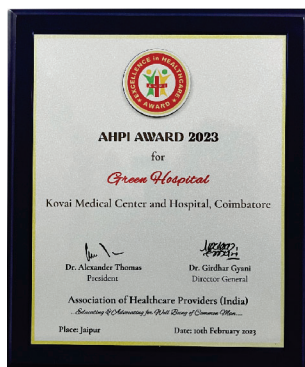 EXCELLENCE in HEALTHCARE
AWARD
AHPI AWARD 2023
for
Green Hospital
Kovai Medical Center and Hospital, Coimbatore
Dr. Alexander Thomas
President
Dr. Girdhar Gyani
Director General
Association of Healthcare Providers (India)
...Educating & Advocating for Well Being of Common Man....
Place: Jaipur
Date: 10th February 2023